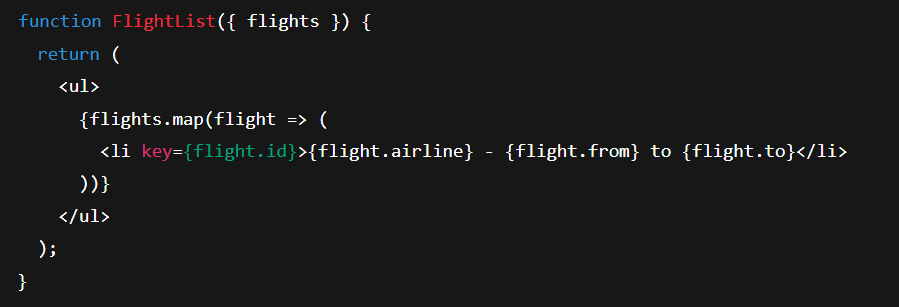 function FlightList({ flights }) {
  return (
    <ul>
      {flights.map(flight => (
        <li key={flight.id}>{flight.airline} - {flight.from} to {flight.to}</li>
      ))}
    </ul>
  );
}